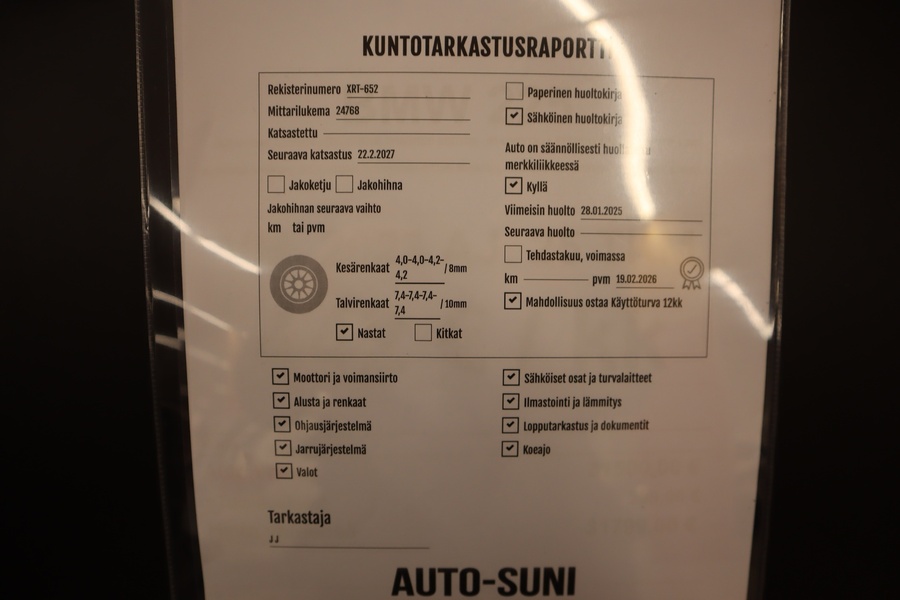 KUNTOTARKASTUSRAPORTTI
Rekisterinumero XRT-652
Mittarilukema 24768
Katsastettu
Seuraava katsastus 22.2.2027
Jakoketju Jakohihna
Jakohihnan seuraava vaihto
km tai pvm
Kesärenkaat 4,0-4,0-4,2-4,2 / 8mm
Talvirenkaat 7,4-7,4-7,4-7,4 / 10mm
Nastat Kitkat
Paperinen huoltokirja
Sähköinen huoltokirja
Auto on säännöllisesti
merkkiliikkeessä
Kyllä
Viimeisin huolto 28.01.2025
Seuraava huolto
Tehdastakuu, voimassa
km pvm 19.02.2026
Mahdollisuus ostaa Käyttöturva 12kk
Moottori ja voimansiirto
Alusta ja renkaat
Ohjausjärjestelmä
Jarrujärjestelmä
Valot
Sähköiset osat ja turvalaitteet
Ilmastointi ja lämmitys
Lopputarkastus ja dokumentit
Koeajo
Tarkastaja
JJ
AUTO-SUNI